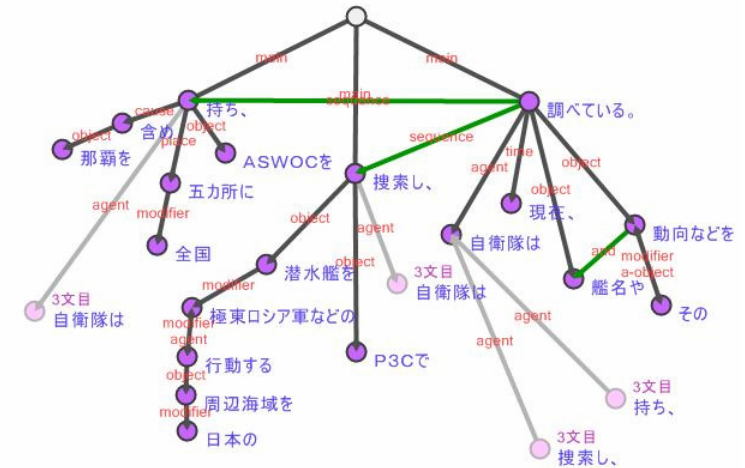 main
main
main
sequence
持ち、
調べている。
cause
object
含め
object
place
那覇を
ASWOCを
sequence
捜索し、
agent
time
object
五カ所に
object
現在、
agent
modifier
object
agent
自衛隊は
動向などを
全国
潜水艦を
object
and
modifier
a-object
3文目
自衛隊は
艦名や
modifier
3文目
自衛隊は
その
極東ロシア軍などの
modifier
agent
agent
agent
行動する
P3Cで
object
3文目
持ち、
周辺海域を
modifier
日本の
3文目
捜索し、